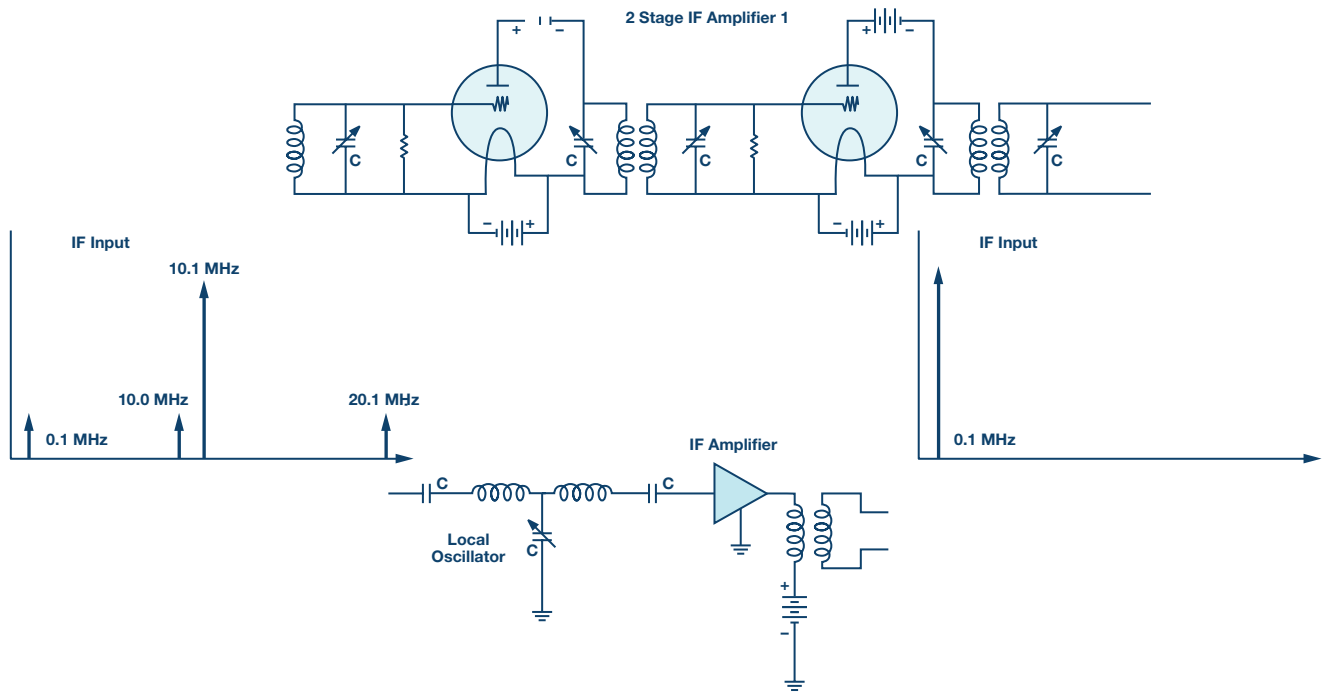 2 Stage IF Amplifier 1
+ −
+ −
C
C
C
C
C
− +
− +
IF Input
IF Input
10.1 MHz
10.0 MHz
20.1 MHz
0.1 MHz
0.1 MHz
IF Amplifier
C
C
Local
Oscillator
C
+
−